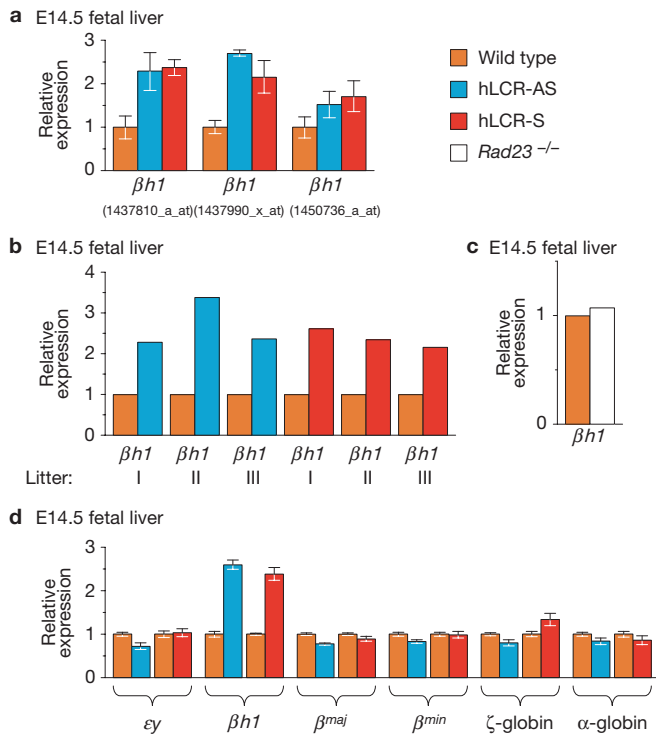 a E14.5 fetal liver
Relative expression
3
2
1
0
βh1 βh1 βh1
(1437810_a_at) (1437990_x_at) (1450736_a_at)
Wild type
hLCR-AS
hLCR-S
Rad23 –/–
b E14.5 fetal liver
Relative expression
4
3
2
1
0
βh1 βh1 βh1 βh1 βh1 βh1
Litter: I II III I II III
c E14.5 fetal liver
Relative expression
1
0
βh1
d E14.5 fetal liver
Relative expression
3
2
1
0
εy βh1 βmaj βmin ζ-globin α-globin